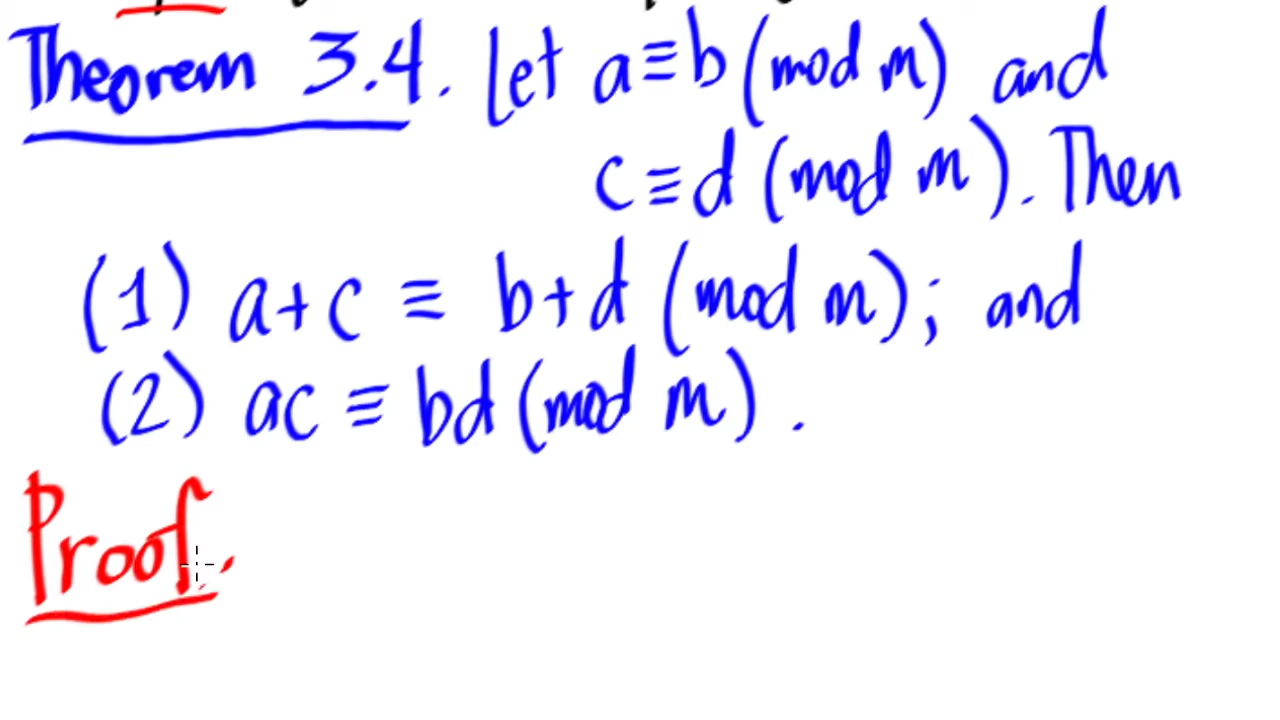 Theorem 3.4. Let a≡b (mod m) and
c≡d (mod m). Then
(1) a+c ≡ b+d (mod m); and
(2) ac ≡ bd (mod m).
Proof.